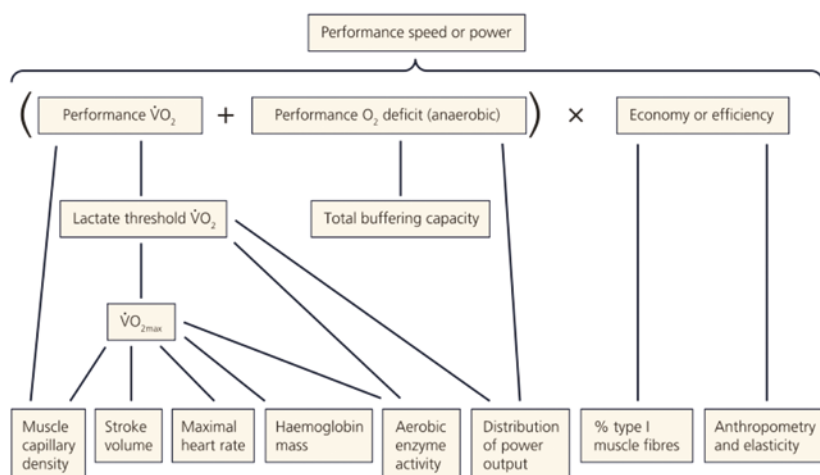 Performance speed or power
( Performance V̇O₂ + Performance O₂ deficit (anaerobic) ) × Economy or efficiency
Lactate threshold V̇O₂
Total buffering capacity
V̇O₂max
Muscle
capillary
density
Stroke
volume
Maximal
heart rate
Haemoglobin
mass
Aerobic
enzyme
activity
Distribution
of power
output
% type I
muscle fibres
Anthropometry
and elasticity